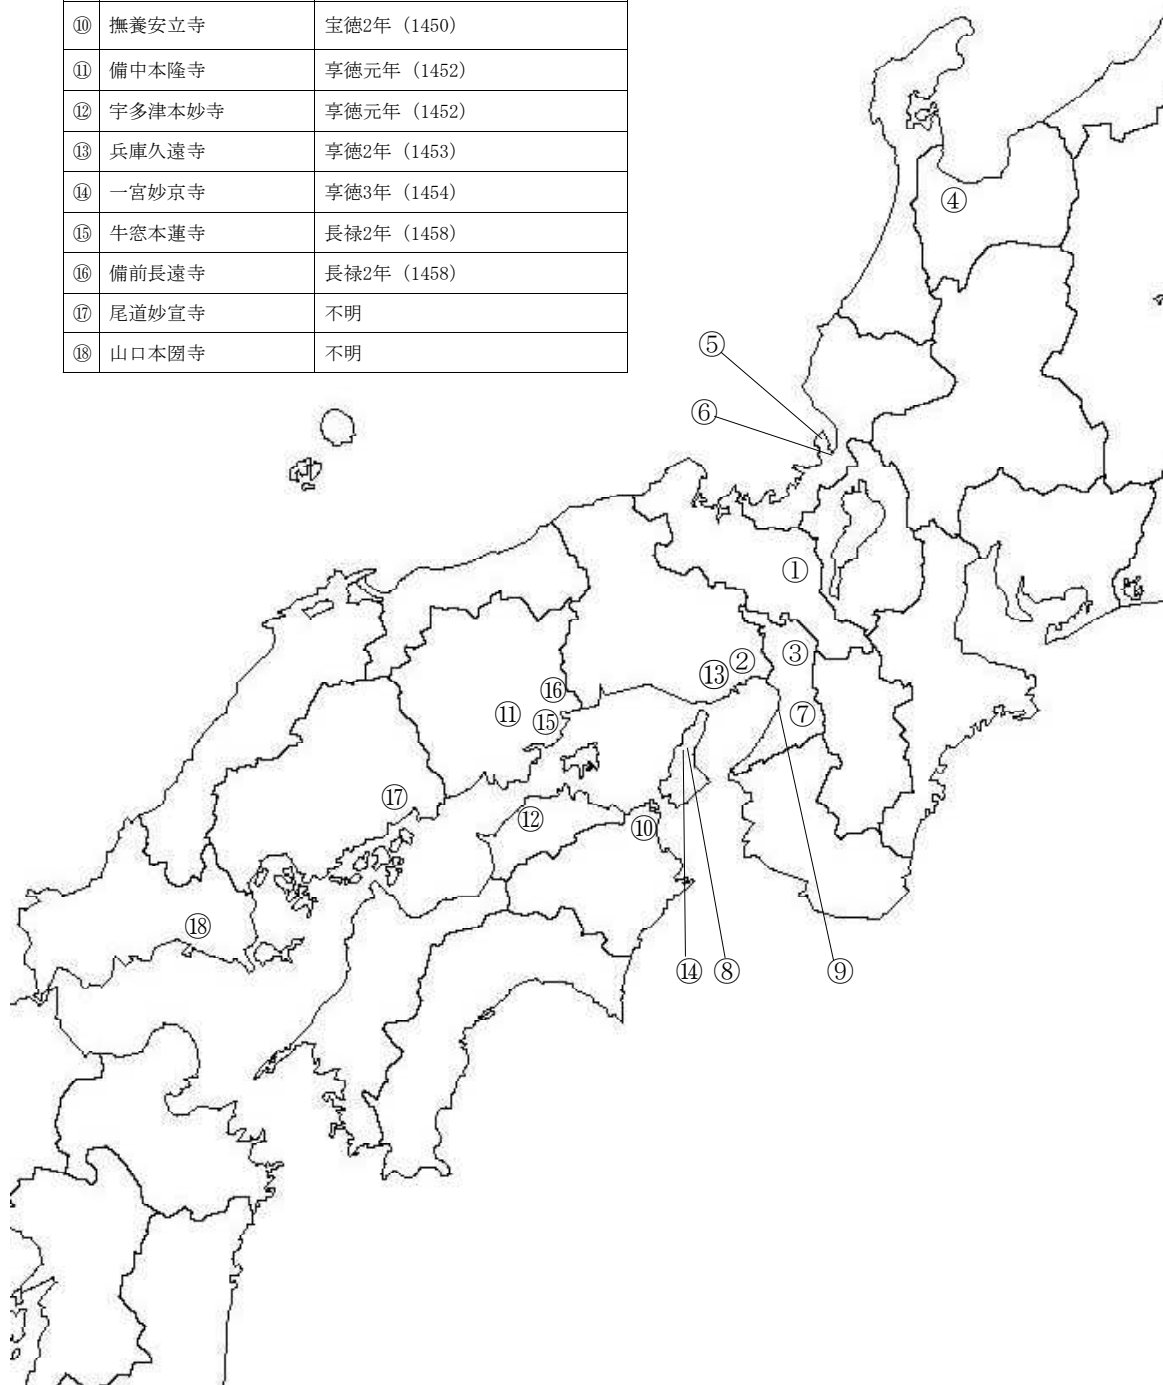 ⑩ 撫養安立寺 宝徳2年（1450）
⑪ 備中本隆寺 享徳元年（1452）
⑫ 宇多津本妙寺 享徳元年（1452）
⑬ 兵庫久遠寺 享徳2年（1453）
⑭ 一宮妙京寺 享徳3年（1454）
⑮ 牛窓本蓮寺 長禄2年（1458）
⑯ 備前長遠寺 長禄2年（1458）
⑰ 尾道妙宣寺 不明
⑱ 山口本圀寺 不明
④
⑤
⑥
①
②
③
⑬
⑯
⑪
⑮
⑦
⑰
⑫
⑩
⑱
⑭
⑧
⑨